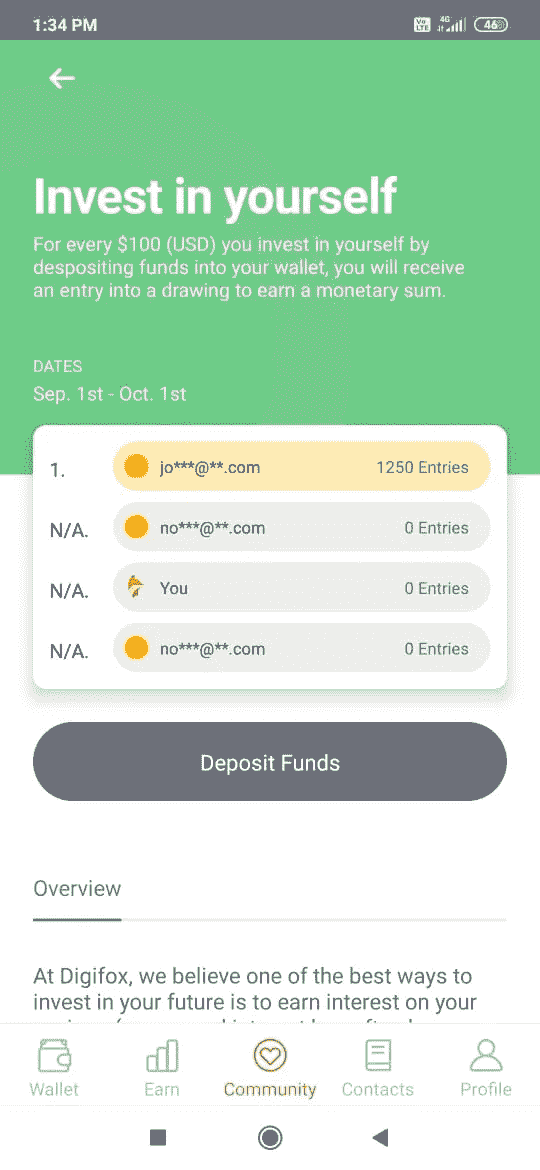 1:34 PM
Vo LTE 4G 46
Invest in yourself
For every $100 (USD) you invest in yourself by
despositing funds into your wallet, you will receive
an entry into a drawing to earn a monetary sum.
DATES
Sep. 1st - Oct. 1st
1. jo***@**.com 1250 Entries
N/A. no***@**.com 0 Entries
N/A. You 0 Entries
N/A. no***@**.com 0 Entries
Deposit Funds
Overview
At Digifox, we believe one of the best ways to
invest in your future is to earn interest on your
Wallet Earn Community Contacts Profile